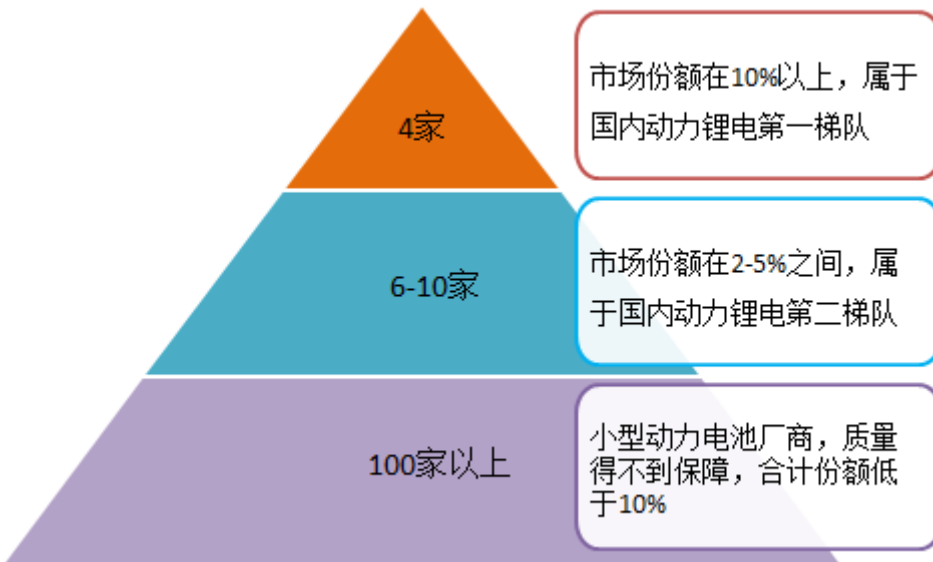 4家
市场份额在10%以上，属于
国内动力锂电第一梯队
6-10家
市场份额在2-5%之间，属
于国内动力锂电第二梯队
100家以上
小型动力电池厂商，质量
得不到保障，合计份额低
于10%